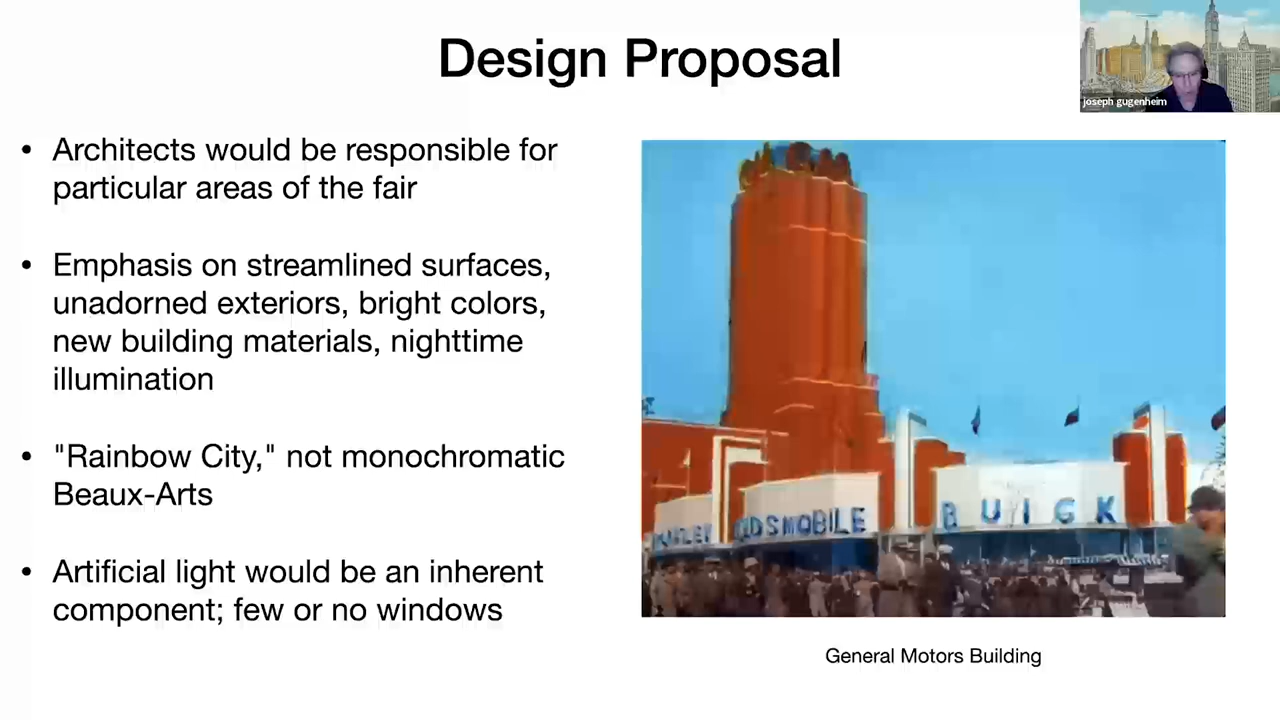 Design Proposal
joseph gugenheim
• Architects would be responsible for
particular areas of the fair
• Emphasis on streamlined surfaces,
unadorned exteriors, bright colors,
new building materials, nighttime
illumination
• "Rainbow City," not monochromatic
Beaux-Arts
• Artificial light would be an inherent
component; few or no windows
OLDSMOBILE
BUICK
General Motors Building